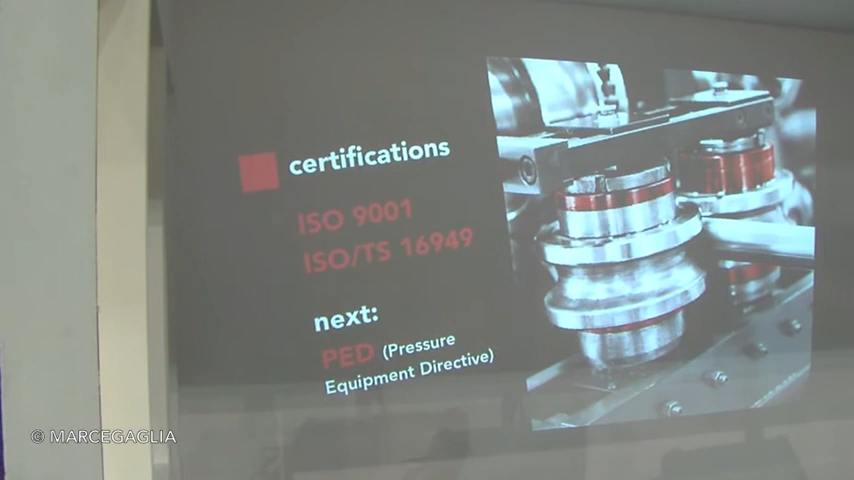 certifications
ISO 9001
ISO/TS 16949
next:
PED (Pressure
Equipment Directive)
© MARCEGAGLIA